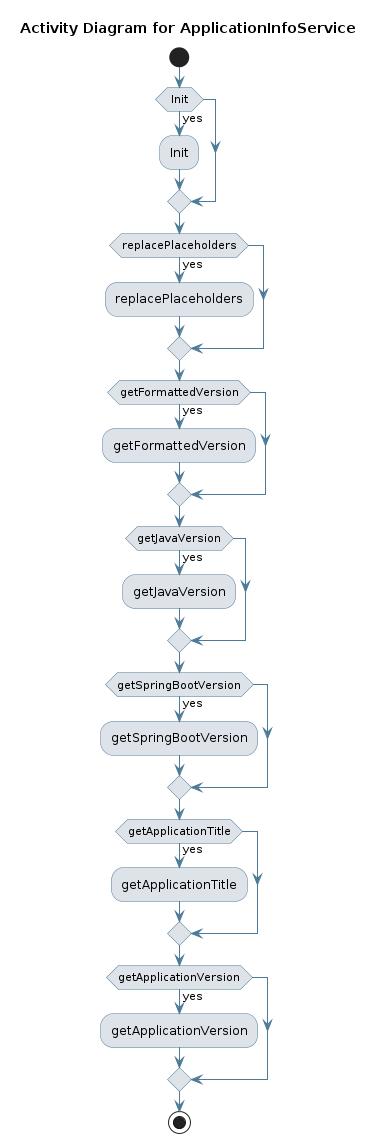 Activity Diagram for ApplicationInfoService
Init
yes
Init
replacePlaceholders
yes
replacePlaceholders
getFormattedVersion
yes
getFormattedVersion
getJavaVersion
yes
getJavaVersion
getSpringBootVersion
yes
getSpringBootVersion
getApplicationTitle
yes
getApplicationTitle
getApplicationVersion
yes
getApplicationVersion